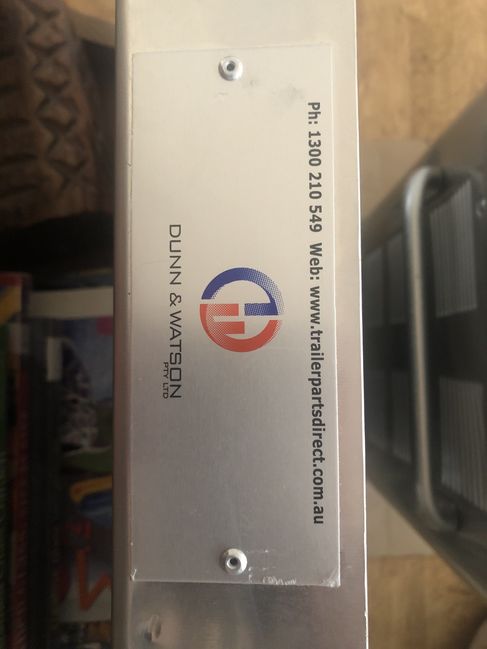 DUNN & WATSON
PTY LTD
Ph: 1300 210 549 Web: www.trailerpartsdirect.com.au